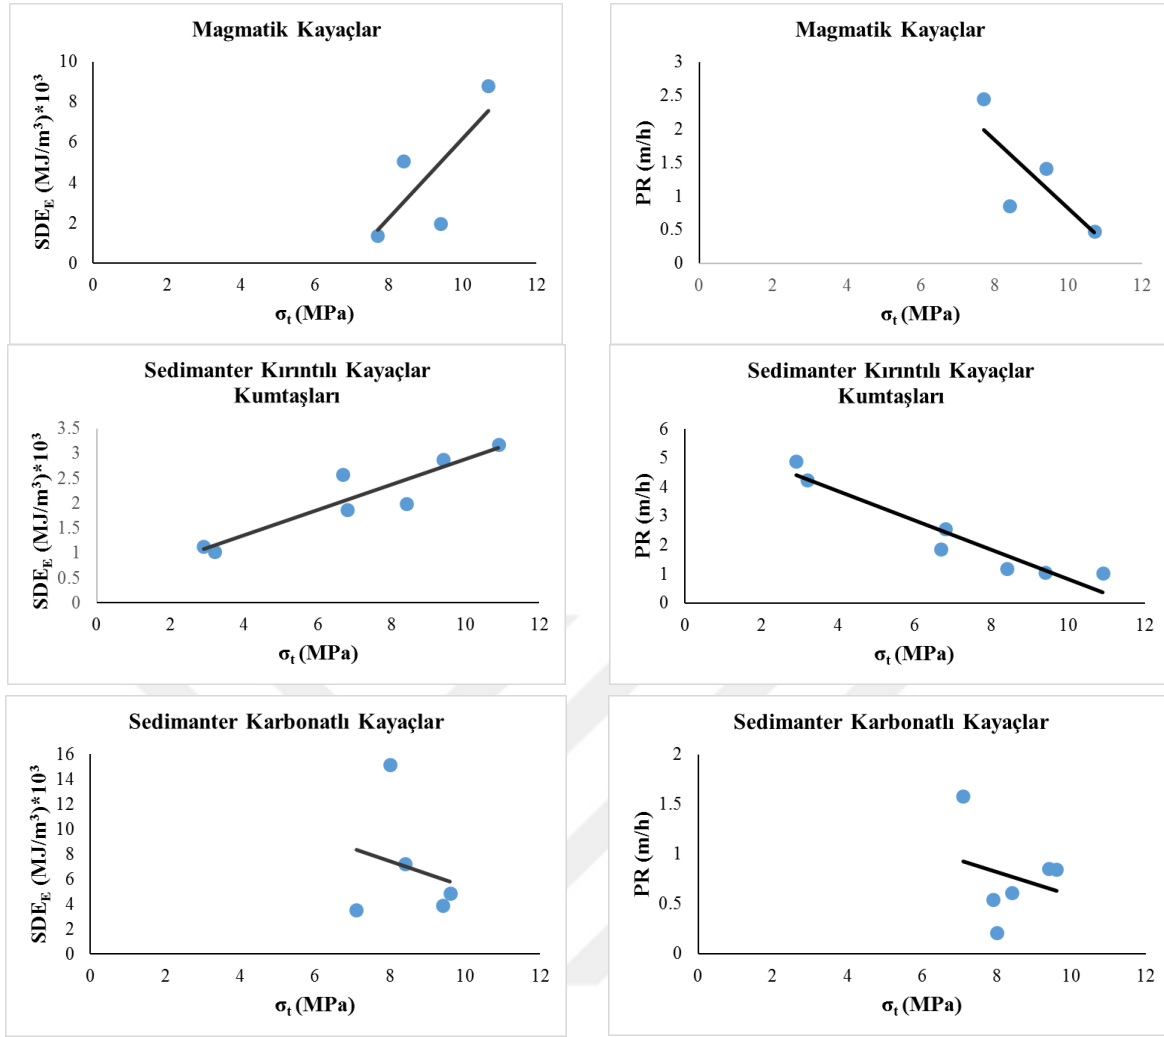 Magmatik Kayaçlar
SDE_E (MJ/m³)*10³
10
8
6
4
2
0
0 2 4 6 8 10 12
σ_t (MPa)
Magmatik Kayaçlar
PR (m/h)
3
2.5
2
1.5
1
0.5
0
0 2 4 6 8 10 12
σ_t (MPa)
Sedimanter Kırıntılı Kayaçlar
Kumtaşları
SDE_E (MJ/m³)*10³
3.5
3
2.5
2
1.5
1
0.5
0
0 2 4 6 8 10 12
σ_t (MPa)
Sedimanter Kırıntılı Kayaçlar
Kumtaşları
PR (m/h)
6
5
4
3
2
1
0
0 2 4 6 8 10 12
σ_t (MPa)
Sedimanter Karbonatlı Kayaçlar
SDE_E (MJ/m³)*10³
16
14
12
10
8
6
4
2
0
0 2 4 6 8 10 12
σ_t (MPa)
Sedimanter Karbonatlı Kayaçlar
PR (m/h)
2
1.5
1
0.5
0
0 2 4 6 8 10 12
σ_t (MPa)